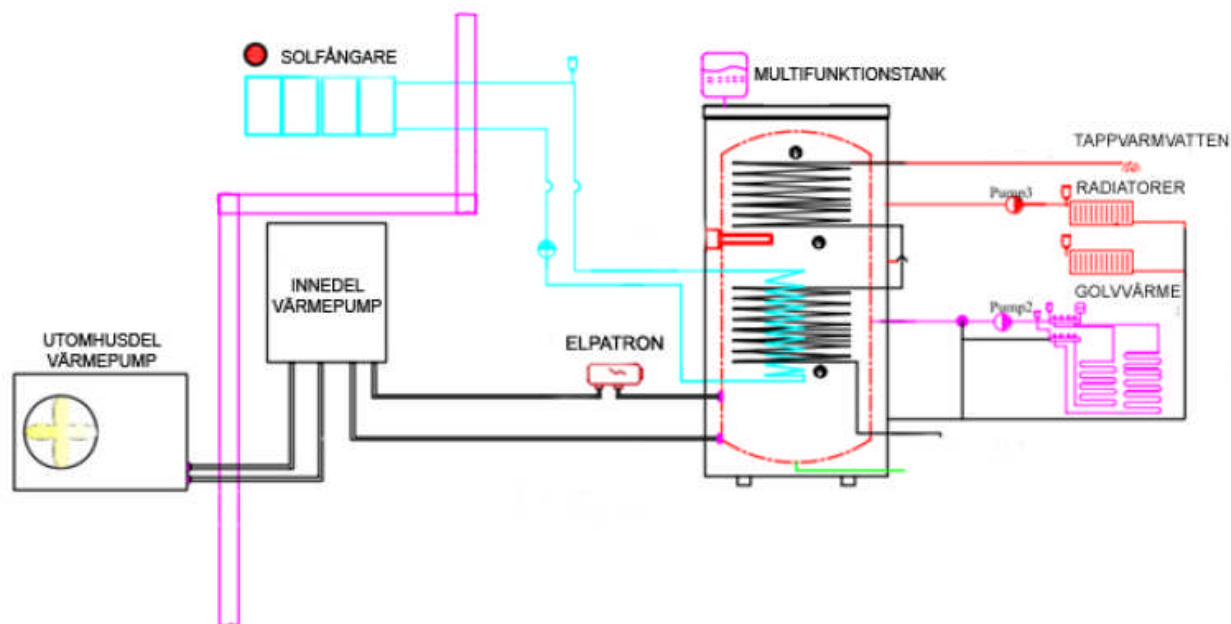 SOLFÅNGARE
MULTIFUNKTIONSTANK
TAPPVARMVATTEN
RADIATORER
Pump3
INNEDEL
VÄRMEPUMP
GOLVVÄRME
Pump2
UTOMHUSDEL
VÄRMEPUMP
ELPATRON